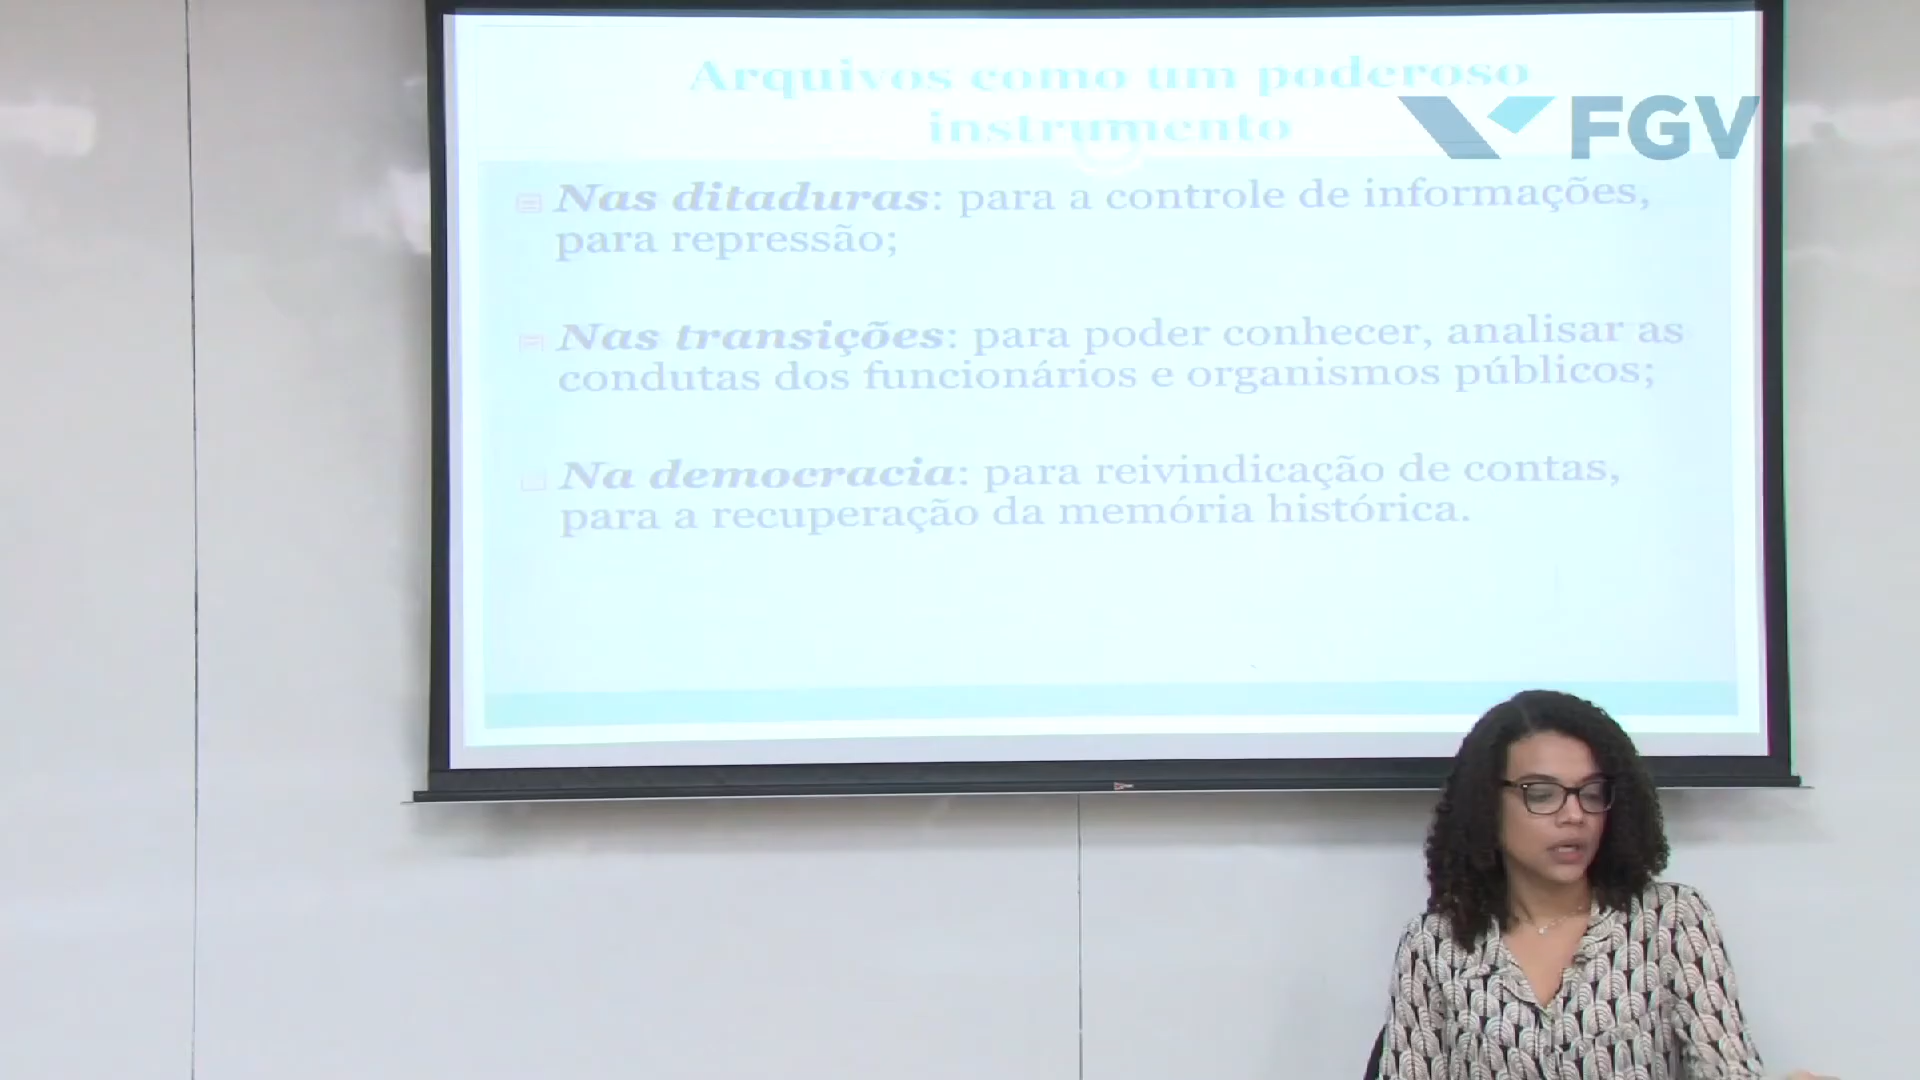 Arquivos como um poderoso
instrumento
FGV
Nas ditaduras: para a controle de informações,
para repressão;
Nas transições: para poder conhecer, analisar as
condutas dos funcionários e organismos públicos;
Na democracia: para reivindicação de contas,
para a recuperação da memória histórica.